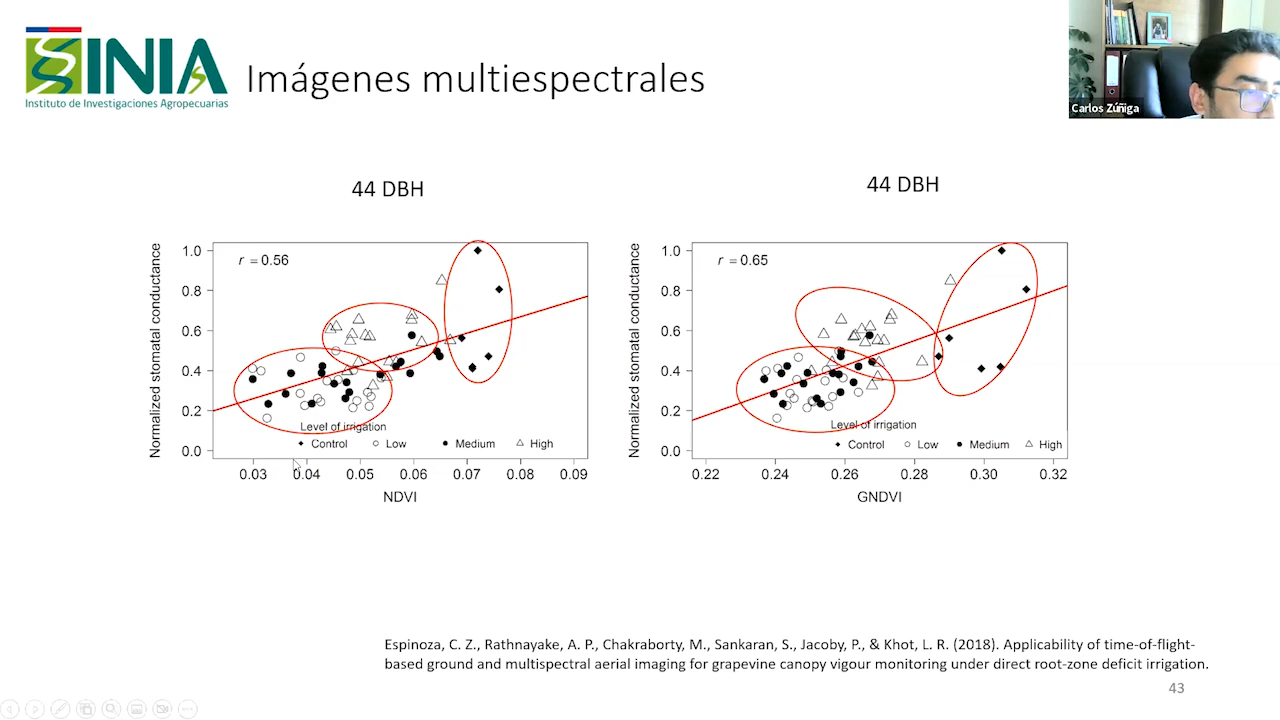 INIA
Instituto de Investigaciones Agropecuarias
Imágenes multiespectrales
Carlos Zúñiga
44 DBH
Normalized stomatal conductance
1.0
0.8
0.6
0.4
0.2
0.0
r = 0.56
Level of irrigation
Control Low Medium High
0.03 0.04 0.05 0.06 0.07 0.08 0.09
NDVI
44 DBH
Normalized stomatal conductance
1.0
0.8
0.6
0.4
0.2
0.0
r = 0.65
Level of irrigation
Control Low Medium High
0.22 0.24 0.26 0.28 0.30 0.32
GNDVI
Espinoza, C. Z., Rathnayake, A. P., Chakraborty, M., Sankaran, S., Jacoby, P., & Khot, L. R. (2018). Applicability of time-of-flight-
based ground and multispectral aerial imaging for grapevine canopy vigour monitoring under direct root-zone deficit irrigation.
43